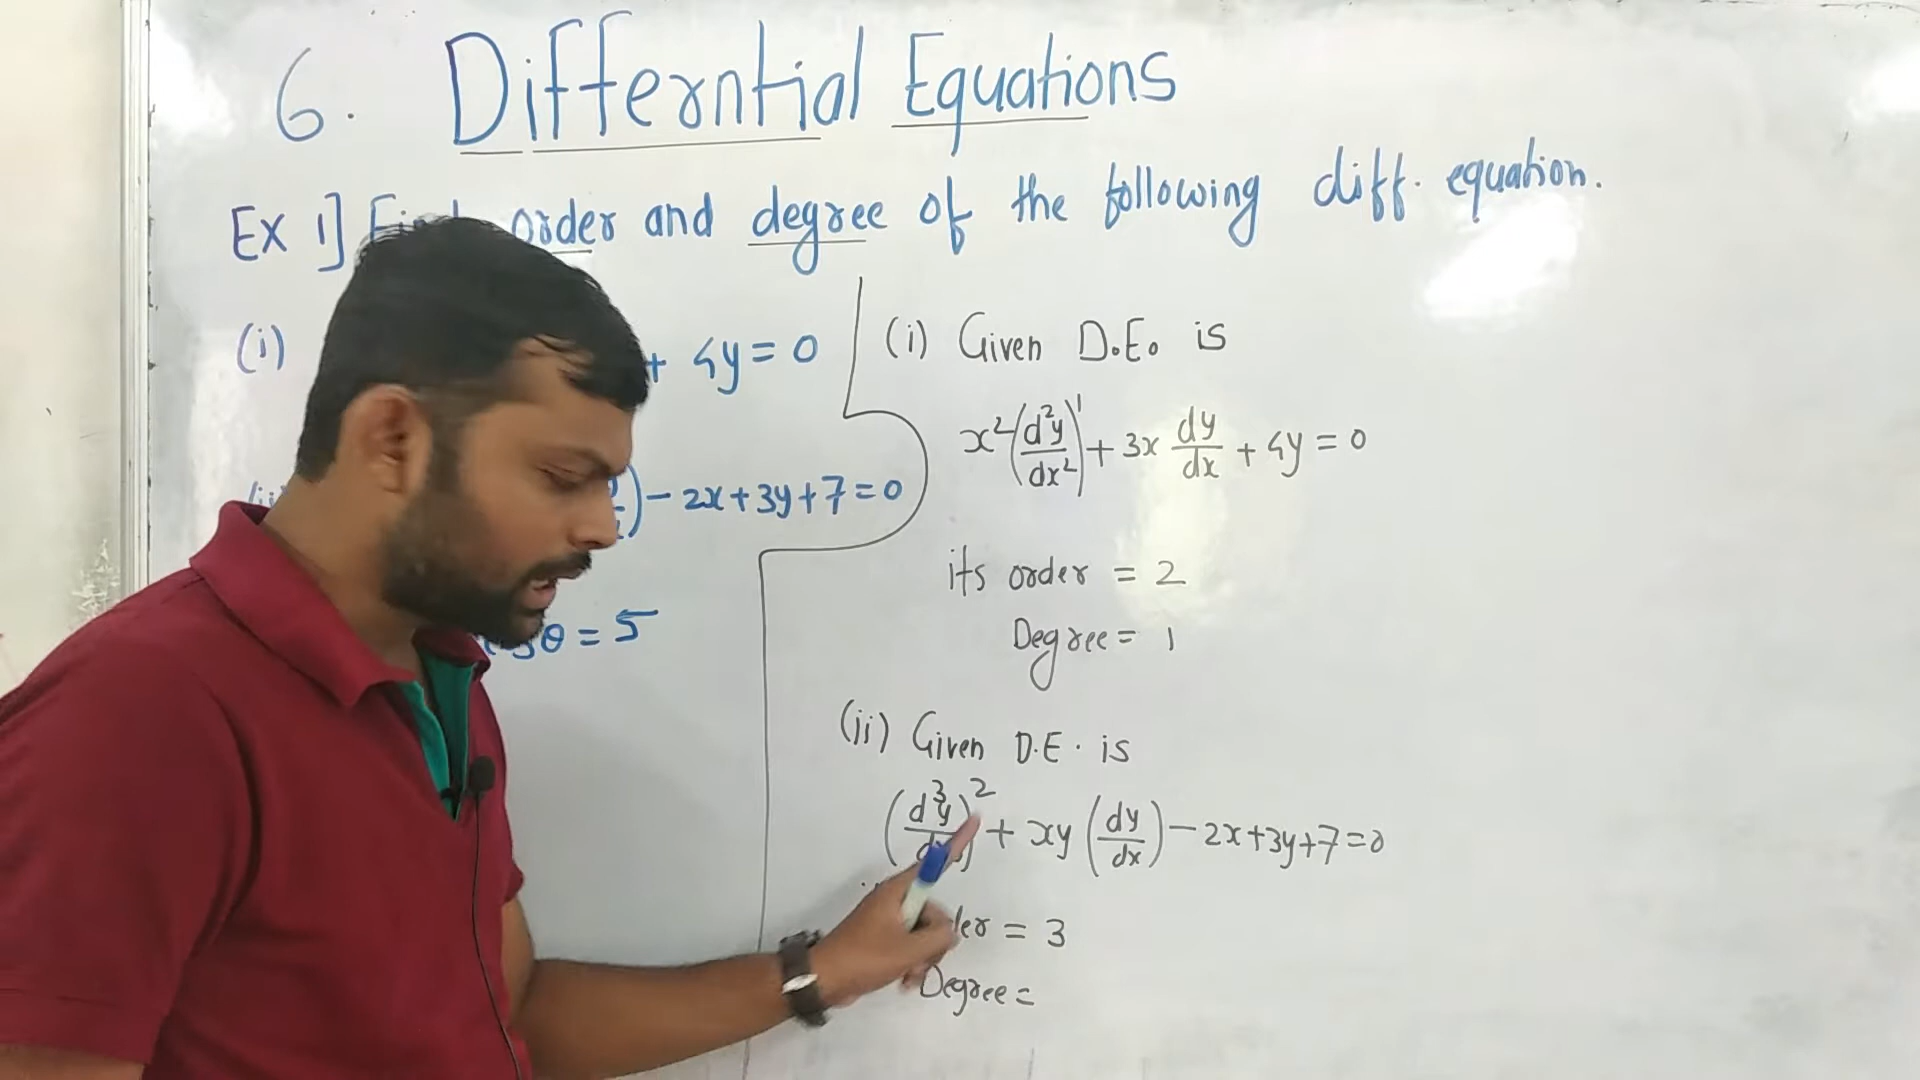 6. Differntial Equations
Ex 1] order and degree of the following diff. equation.
(i) + 4y = 0
- 2x + 3y + 7 = 0
θ = 5
(i) Given D.E. is
x² (d²y/dx²)¹ + 3x dy/dx + 4y = 0
its order = 2
Degree = 1
(ii) Given D.E. is
(d³y/)² + xy (dy/dx) - 2x + 3y + 7 = 0
= 3
Degree =